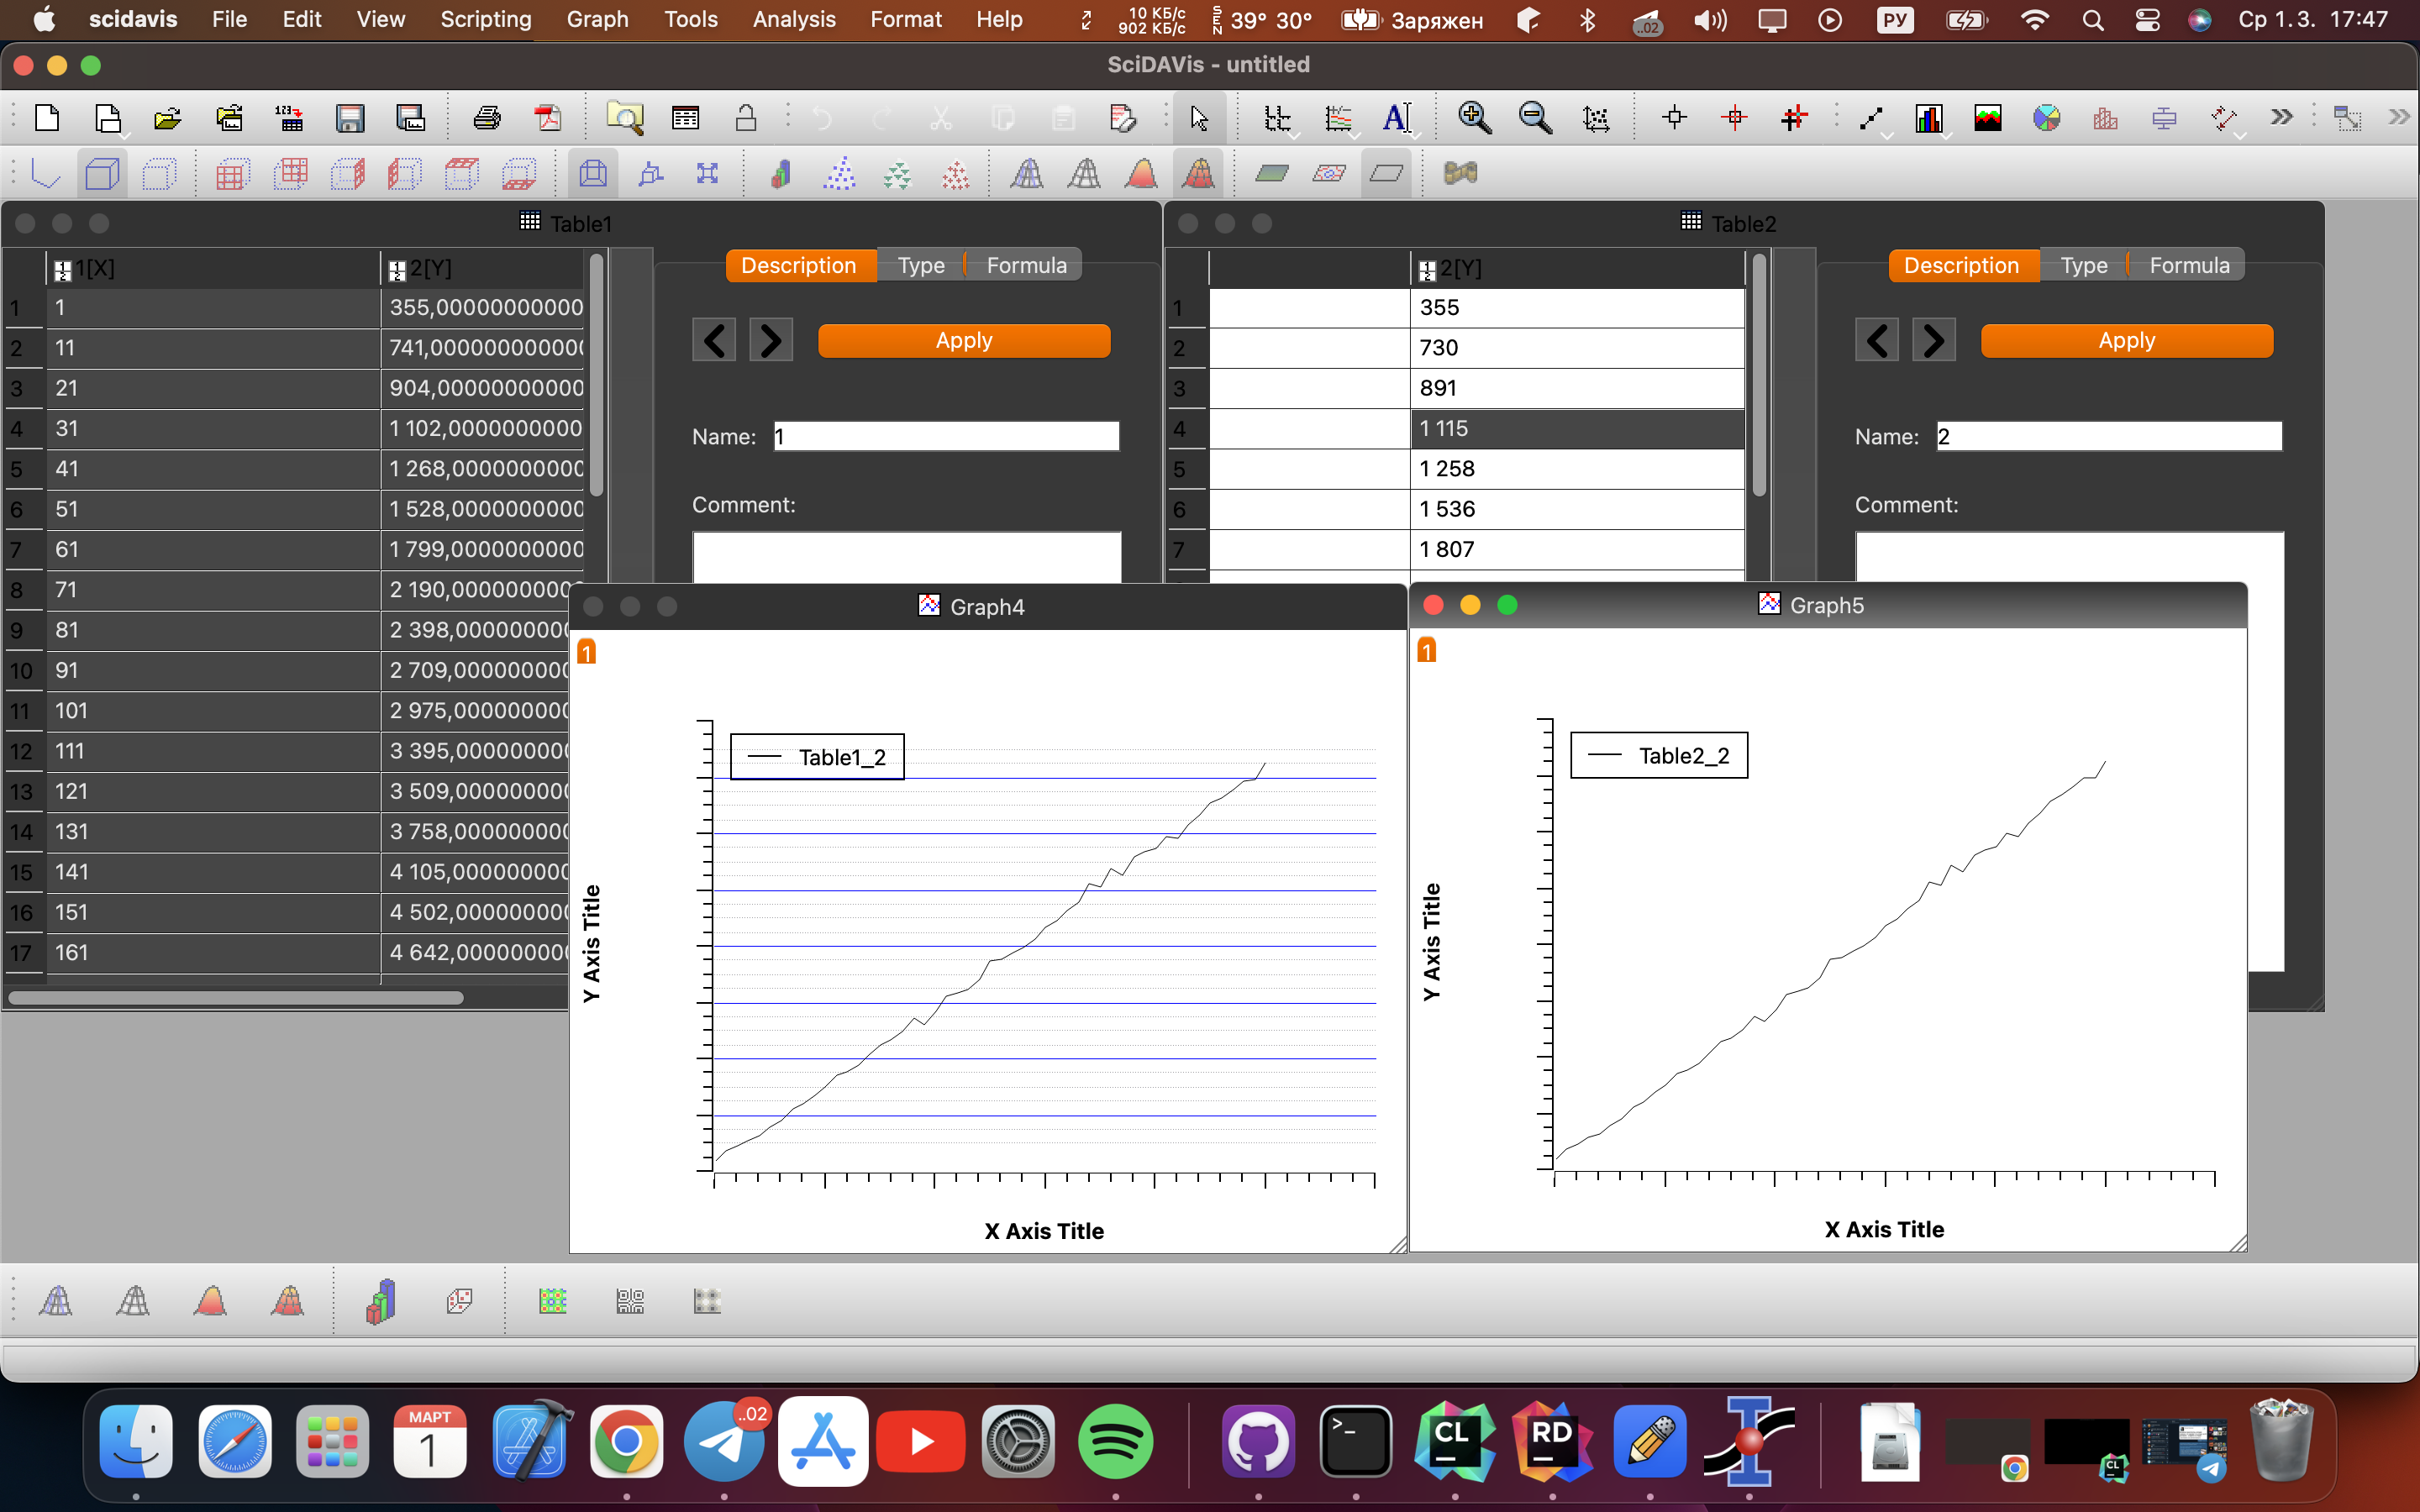 scidavis File Edit View Scripting Graph Tools Analysis Format Help 10 КБ/с 902 КБ/с SEN 39° 30° Заряжен ..02 РУ Ср 1.3. 17:47
SciDAVis - untitled
Table1
1[X] 2[Y]
1 1 355,000000000000
2 11 741,000000000000
3 21 904,000000000000
4 31 1 102,0000000000
5 41 1 268,0000000000
6 51 1 528,0000000000
7 61 1 799,0000000000
8 71 2 190,0000000000
9 81 2 398,000000000
10 91 2 709,000000000
11 101 2 975,000000000
12 111 3 395,000000000
13 121 3 509,000000000
14 131 3 758,000000000
15 141 4 105,000000000
16 151 4 502,000000000
17 161 4 642,000000000
Description Type Formula
Apply
Name: 1
Comment:
Table2
2[Y]
1 355
2 730
3 891
4 1 115
5 1 258
6 1 536
7 1 807
Description Type Formula
Apply
Name: 2
Comment:
Graph4
1
Table1_2
Y Axis Title
X Axis Title
Graph5
1
Table2_2
Y Axis Title
X Axis Title
МАРТ
1
..02
>_
CL
RD
CL